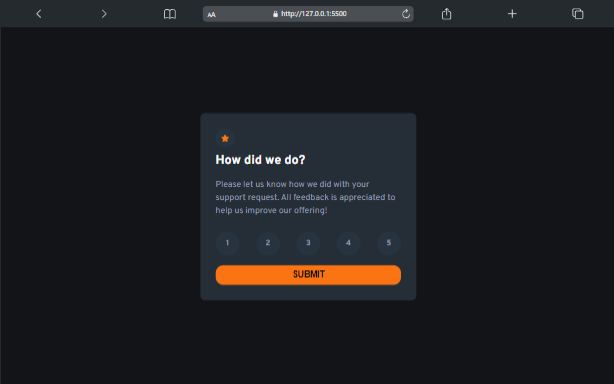 AA
http://127.0.0.1:5500
How did we do?
Please let us know how we did with your
support request. All feedback is appreciated to
help us improve our offering!
1 2 3 4 5
SUBMIT